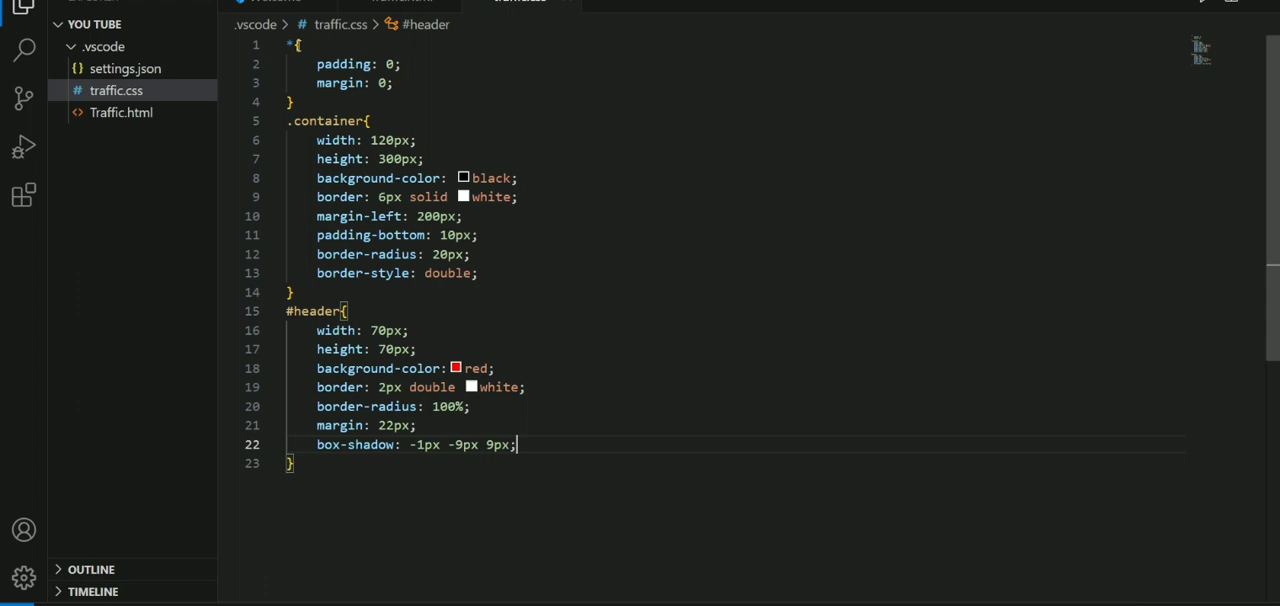 YOU TUBE
.vscode
{} settings.json
# traffic.css
<> Traffic.html
OUTLINE
TIMELINE
.vscode > # traffic.css > #header
1 *{
2 padding: 0;
3 margin: 0;
4 }
5 .container{
6 width: 120px;
7 height: 300px;
8 background-color: black;
9 border: 6px solid white;
10 margin-left: 200px;
11 padding-bottom: 10px;
12 border-radius: 20px;
13 border-style: double;
14 }
15 #header{
16 width: 70px;
17 height: 70px;
18 background-color: red;
19 border: 2px double white;
20 border-radius: 100%;
21 margin: 22px;
22 box-shadow: -1px -9px 9px;
23 }